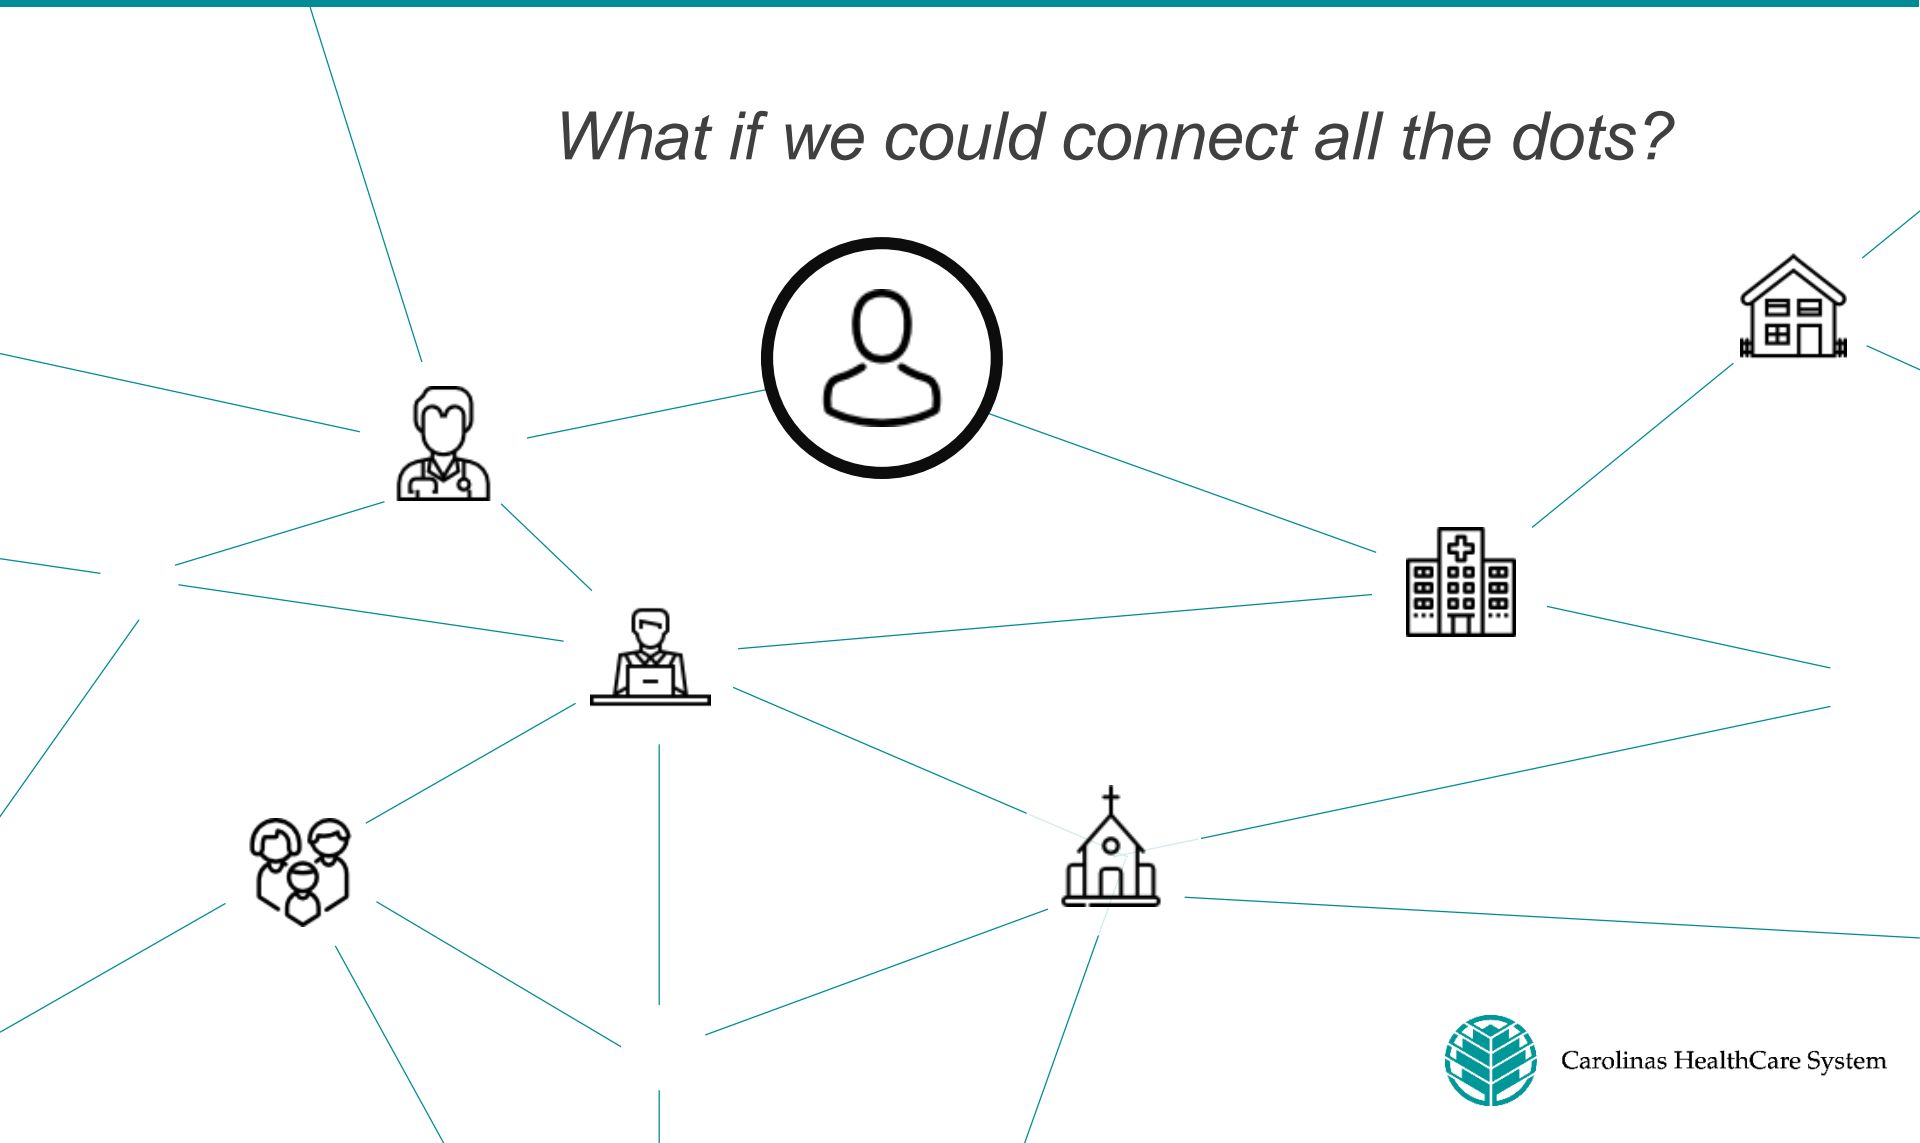 What if we could connect all the dots?
Carolinas HealthCare System